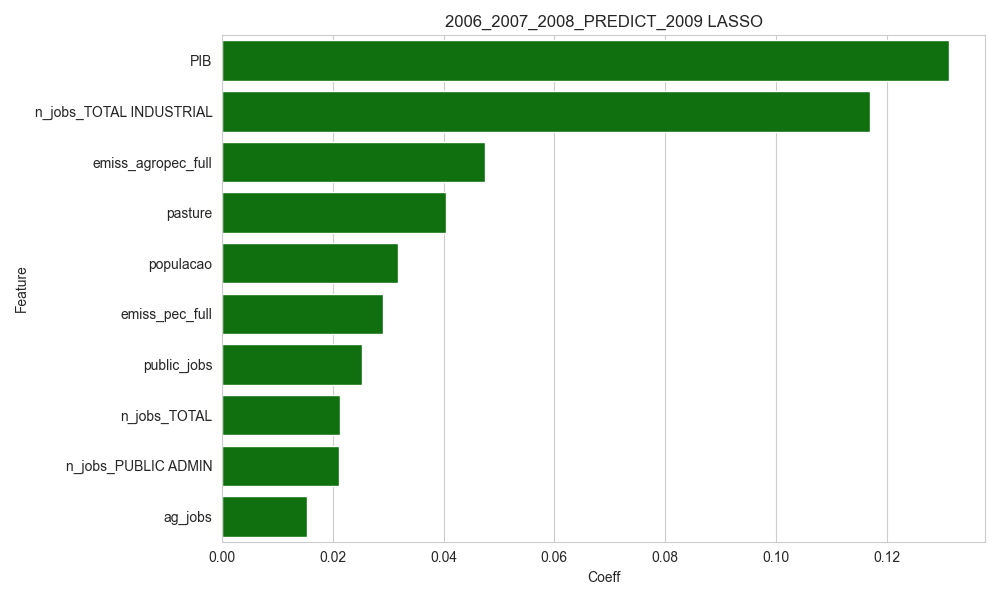 2006_2007_2008_PREDICT_2009 LASSO
Feature
PIB
n_jobs_TOTAL INDUSTRIAL
emiss_agropec_full
pasture
populacao
emiss_pec_full
public_jobs
n_jobs_TOTAL
n_jobs_PUBLIC ADMIN
ag_jobs
0.00 0.02 0.04 0.06 0.08 0.10 0.12
Coeff